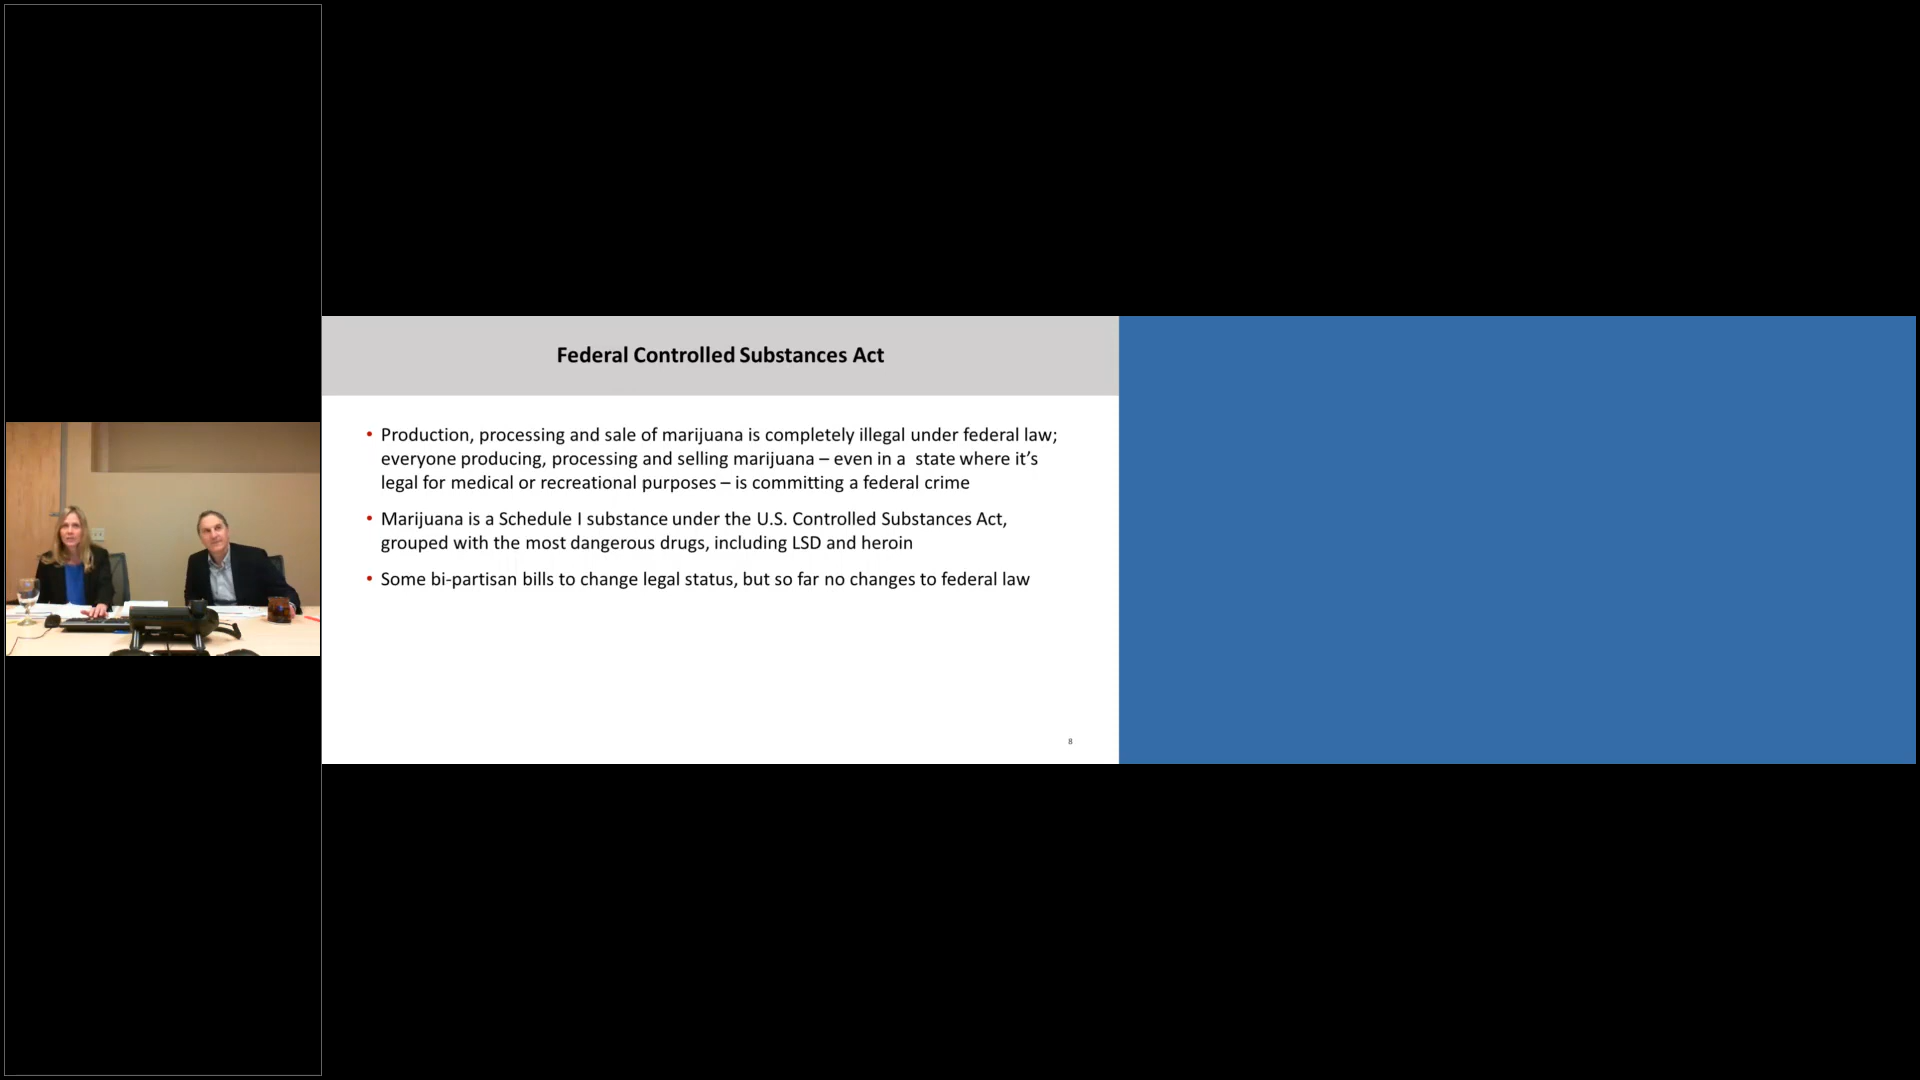 Federal Controlled Substances Act
• Production, processing and sale of marijuana is completely illegal under federal law;
everyone producing, processing and selling marijuana – even in a  state where it’s
legal for medical or recreational purposes – is committing a federal crime
• Marijuana is a Schedule I substance under the U.S. Controlled Substances Act,
grouped with the most dangerous drugs, including LSD and heroin
• Some bi-partisan bills to change legal status, but so far no changes to federal law
8